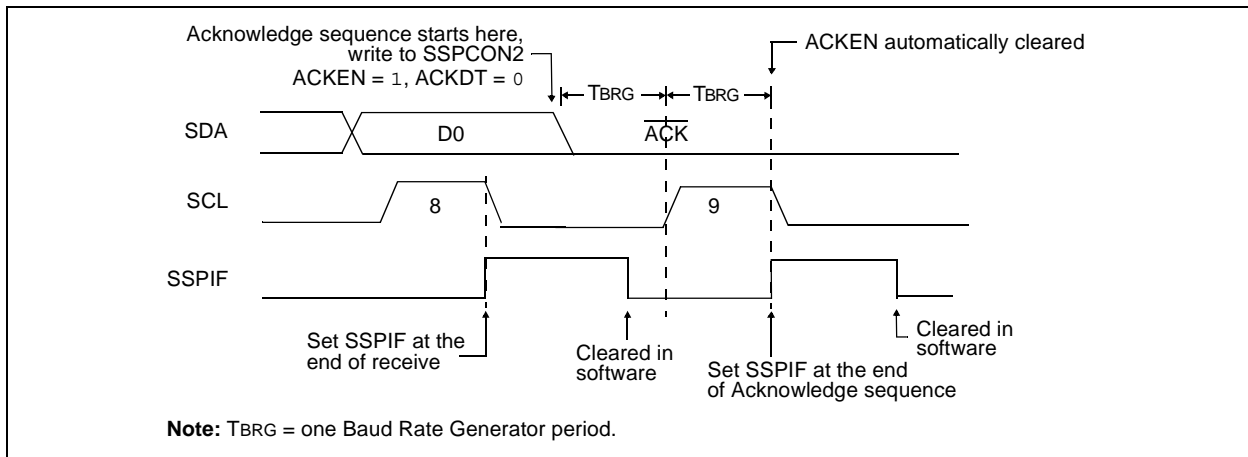 Acknowledge sequence starts here,
write to SSPCON2
ACKEN = 1, ACKDT = 0
ACKEN automatically cleared
TBRG
TBRG
SDA
D0
ACK
SCL
8
9
SSPIF
Set SSPIF at the
end of receive
Cleared in
software
Set SSPIF at the end
of Acknowledge sequence
Cleared in
software
Note: TBRG = one Baud Rate Generator period.